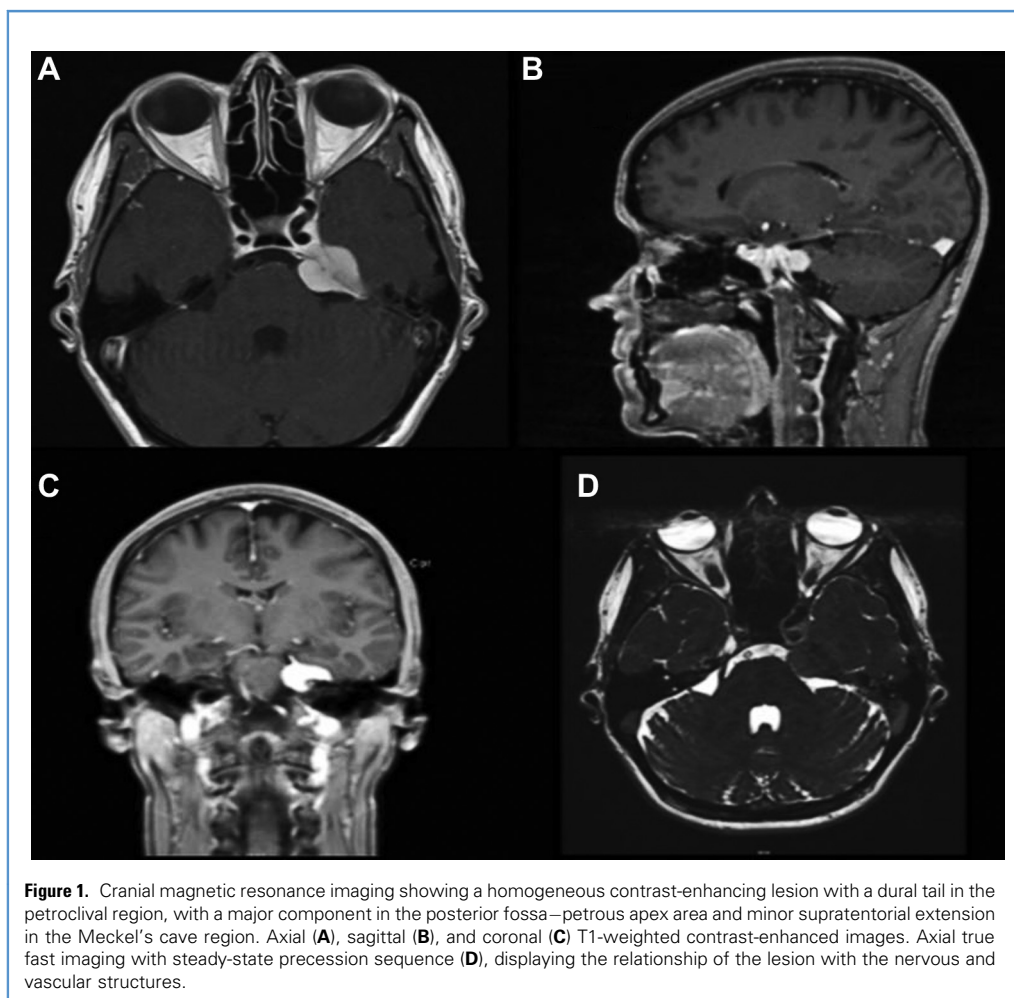 A
B
C
Cor
D
Figure 1. Cranial magnetic resonance imaging showing a homogeneous contrast-enhancing lesion with a dural tail in the
petroclival region, with a major component in the posterior fossa–petrous apex area and minor supratentorial extension
in the Meckel's cave region. Axial (A), sagittal (B), and coronal (C) T1-weighted contrast-enhanced images. Axial true
fast imaging with steady-state precession sequence (D), displaying the relationship of the lesion with the nervous and
vascular structures.